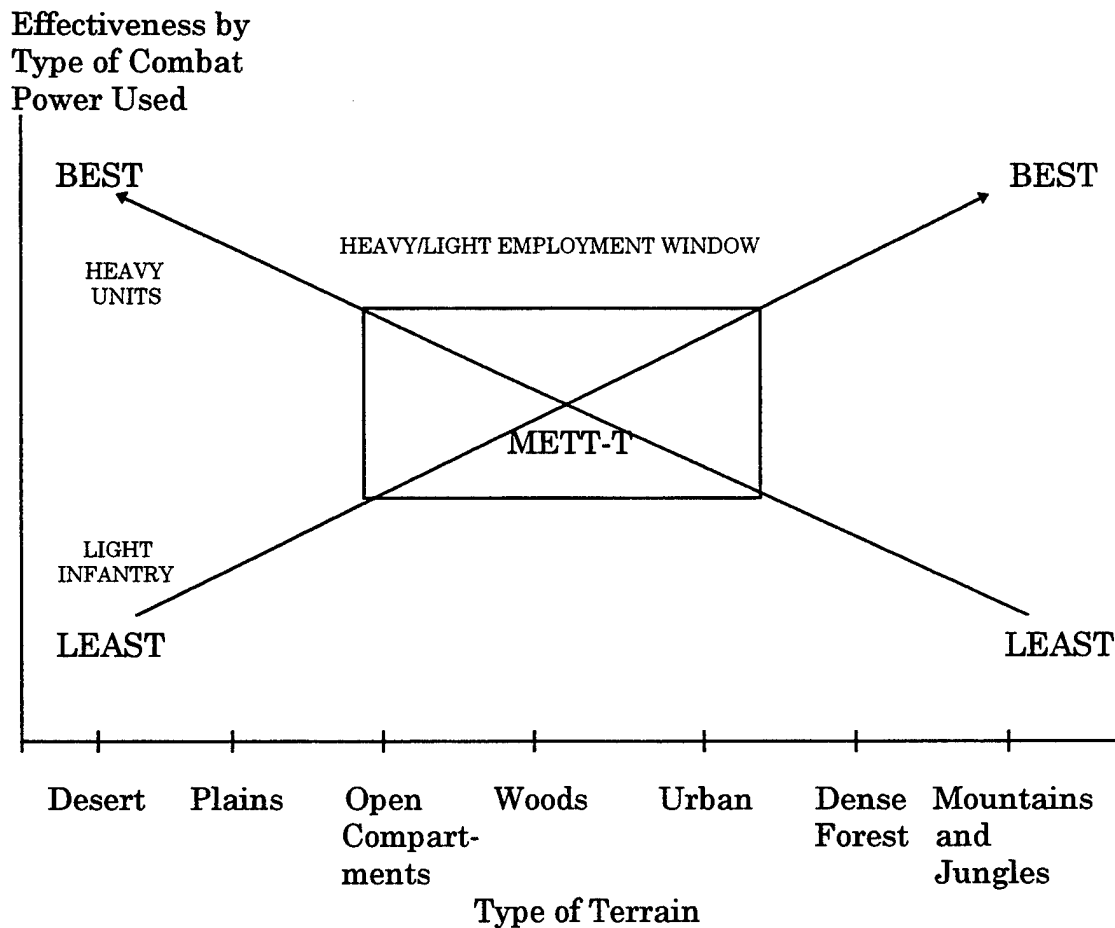 Effectiveness by
Type of Combat
Power Used
BEST
BEST
HEAVY/LIGHT EMPLOYMENT WINDOW
HEAVY
UNITS
METT-T
LIGHT
INFANTRY
LEAST
LEAST
Desert
Plains
Open
Compart-
ments
Woods
Urban
Dense
Forest
Mountains
and
Jungles
Type of Terrain